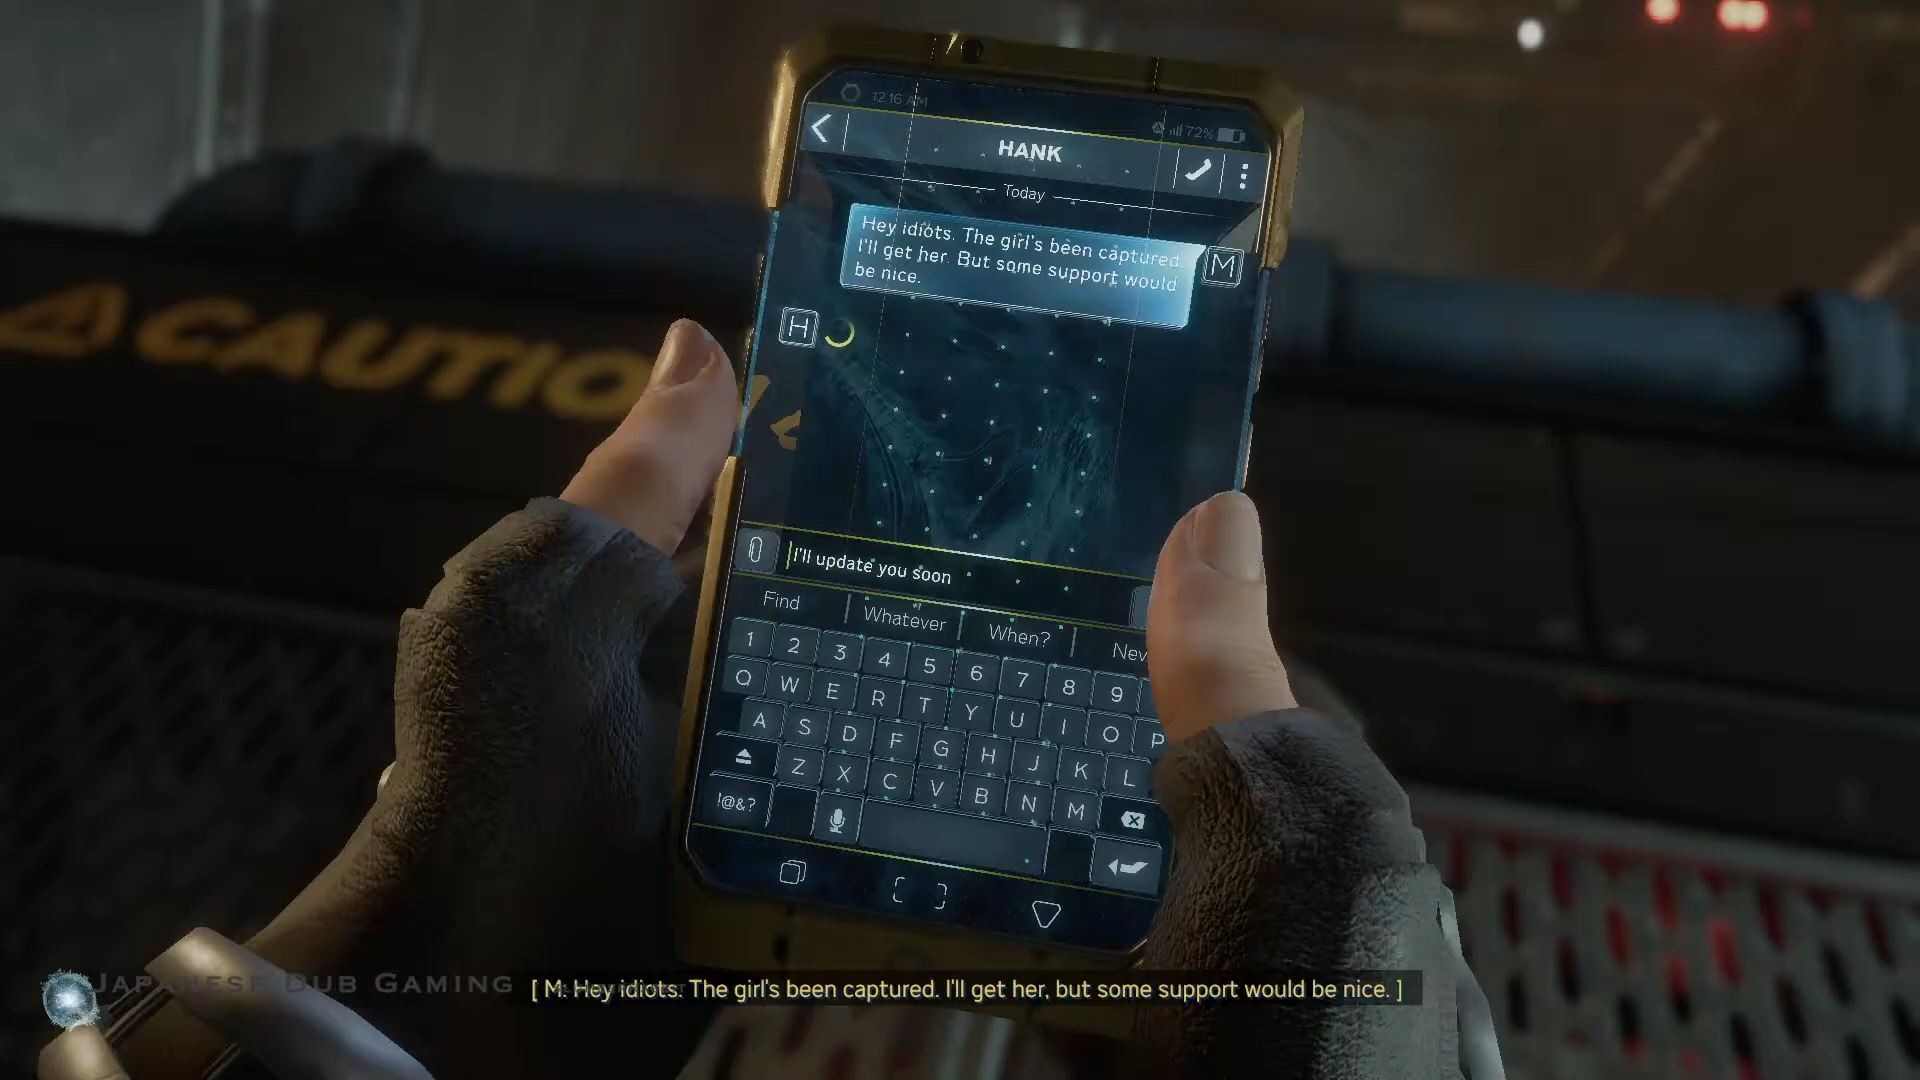 12:16 AM
72%
HANK
Today
Hey idiots. The girl's been captured.
I'll get her. But some support would
be nice.
M
H
CAUTIO
I'll update you soon
Find Whatever When? Nev
1 2 3 4 5 6 7 8 9
Q W E R T Y U I O P
A S D F G H J K L
Z X C V B N M
!@&?
JAPANESE DUB GAMING
[ M: Hey idiots. The girl's been captured. I'll get her, but some support would be nice. ]